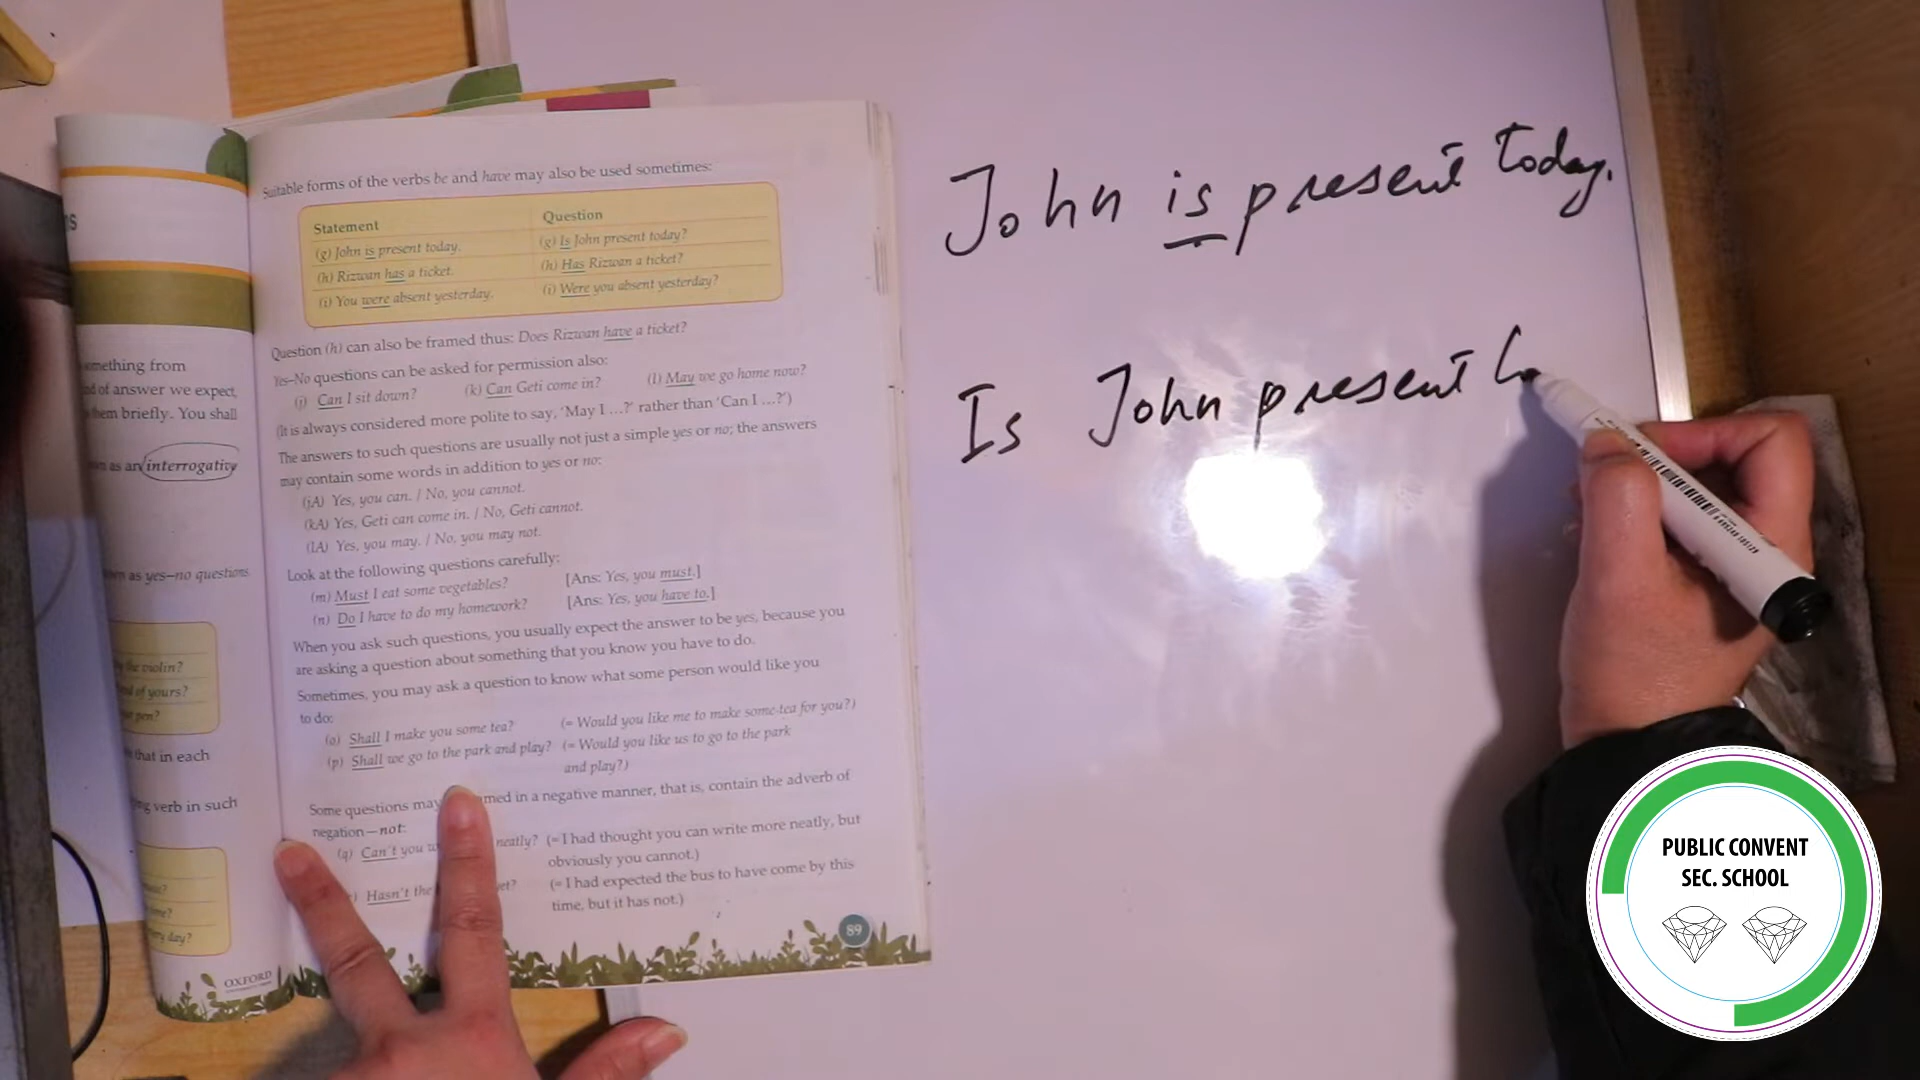 S
something from
of answer we expect,
them briefly. You shall
as an interrogative
as yes–no questions.
the violin?
of yours?
pen?
that in each
verb in such
day?
OXFORD
Suitable forms of the verbs be and have may also be used sometimes:
Statement Question
(g) John is present today. (g) Is John present today?
(h) Rizwan has a ticket. (h) Has Rizwan a ticket?
(i) You were absent yesterday. (i) Were you absent yesterday?
Question (h) can also be framed thus: Does Rizwan have a ticket?
Yes–No questions can be asked for permission also:
(j) Can I sit down? (k) Can Geti come in? (l) May we go home now?
(It is always considered more polite to say, 'May I ...?' rather than 'Can I ...?')
The answers to such questions are usually not just a simple yes or no; the answers
may contain some words in addition to yes or no:
(jA) Yes, you can. / No, you cannot.
(kA) Yes, Geti can come in. / No, Geti cannot.
(lA) Yes, you may. / No, you may not.
Look at the following questions carefully:
(m) Must I eat some vegetables? [Ans: Yes, you must.]
(n) Do I have to do my homework? [Ans: Yes, you have to.]
When you ask such questions, you usually expect the answer to be yes, because you
are asking a question about something that you know you have to do.
Sometimes, you may ask a question to know what some person would like you
to do:
(o) Shall I make you some tea? (= Would you like me to make some tea for you?)
(p) Shall we go to the park and play? (= Would you like us to go to the park
and play?)
Some questions may med in a negative manner, that is, contain the adverb of
negation—not:
(q) Can't you w neatly? (= I had thought you can write more neatly, but
obviously you cannot.)
Hasn't the yet? (= I had expected the bus to have come by this
time, but it has not.)
89
John is present today.
Is John present to
PUBLIC CONVENT
SEC. SCHOOL